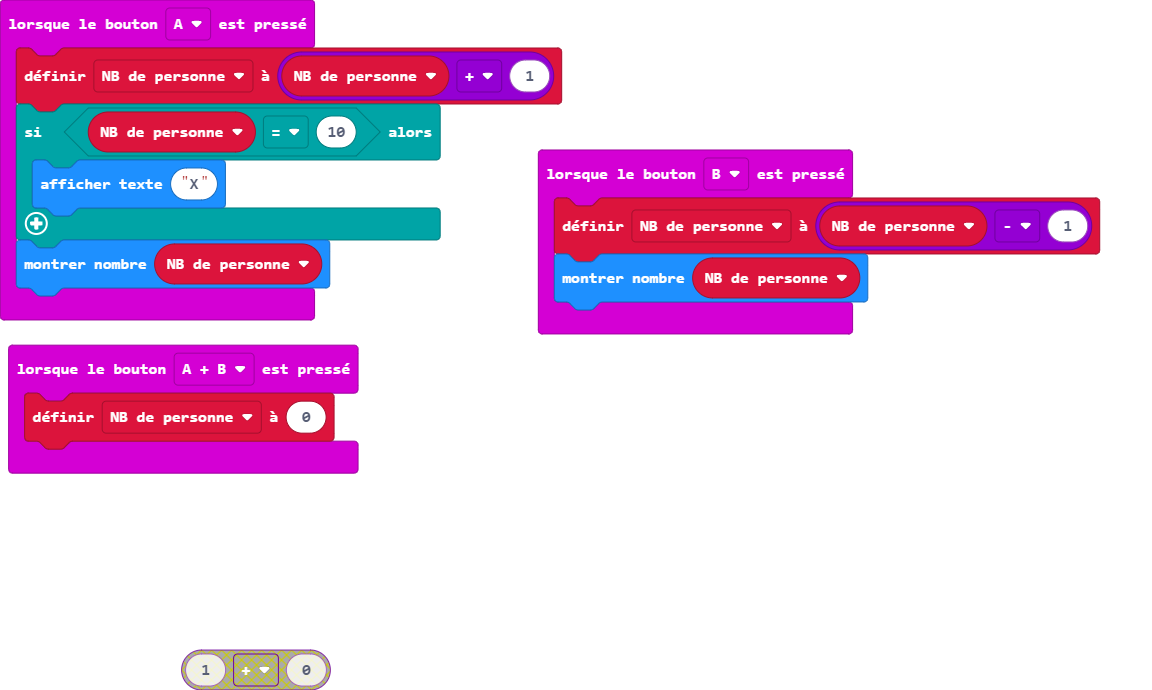 lorsque le bouton A est pressé
définir NB de personne à NB de personne + 1
si NB de personne = 10 alors
afficher texte "X"
montrer nombre NB de personne
lorsque le bouton B est pressé
définir NB de personne à NB de personne - 1
montrer nombre NB de personne
lorsque le bouton A + B est pressé
définir NB de personne à 0
1 + 0